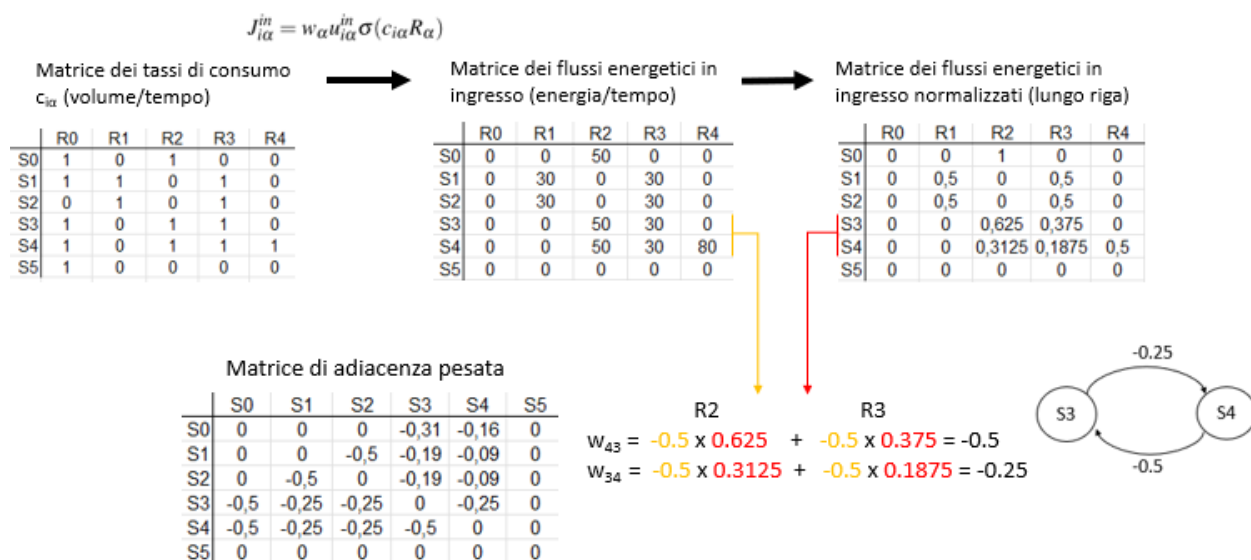 J^{in}_{iα} = w_α u^{in}_{iα} σ(c_{iα} R_α)
Matrice dei tassi di consumo
c_{iα} (volume/tempo)
R0 R1 R2 R3 R4
S0 1 0 1 0 0
S1 1 1 0 1 0
S2 0 1 0 1 0
S3 1 0 1 1 0
S4 1 0 1 1 1
S5 1 0 0 0 0
Matrice dei flussi energetici in
ingresso (energia/tempo)
R0 R1 R2 R3 R4
S0 0 0 50 0 0
S1 0 30 0 30 0
S2 0 30 0 30 0
S3 0 0 50 30 0
S4 0 0 50 30 80
S5 0 0 0 0 0
Matrice dei flussi energetici in
ingresso normalizzati (lungo riga)
R0 R1 R2 R3 R4
S0 0 0 1 0 0
S1 0 0,5 0 0,5 0
S2 0 0,5 0 0,5 0
S3 0 0 0,625 0,375 0
S4 0 0 0,3125 0,1875 0,5
S5 0 0 0 0 0
Matrice di adiacenza pesata
S0 S1 S2 S3 S4 S5
S0 0 0 0 -0,31 -0,16 0
S1 0 0 -0,5 -0,19 -0,09 0
S2 0 -0,5 0 -0,19 -0,09 0
S3 -0,5 -0,25 -0,25 0 -0,25 0
S4 -0,5 -0,25 -0,25 -0,5 0 0
S5 0 0 0 0 0 0
R2 R3
w_{43} = -0.5 x 0.625 + -0.5 x 0.375 = -0.5
w_{34} = -0.5 x 0.3125 + -0.5 x 0.1875 = -0.25
-0.25
S3 S4
-0.5